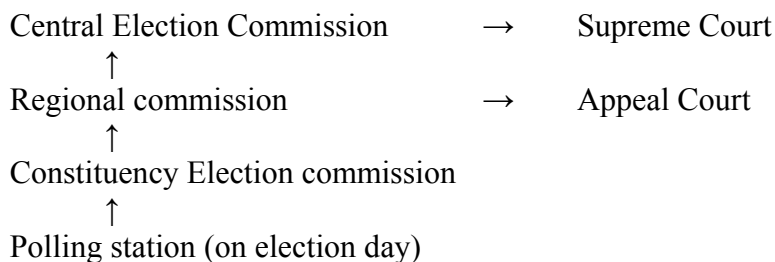 Central Election Commission → Supreme Court
↑
Regional commission → Appeal Court
↑
Constituency Election commission
↑
Polling station (on election day)